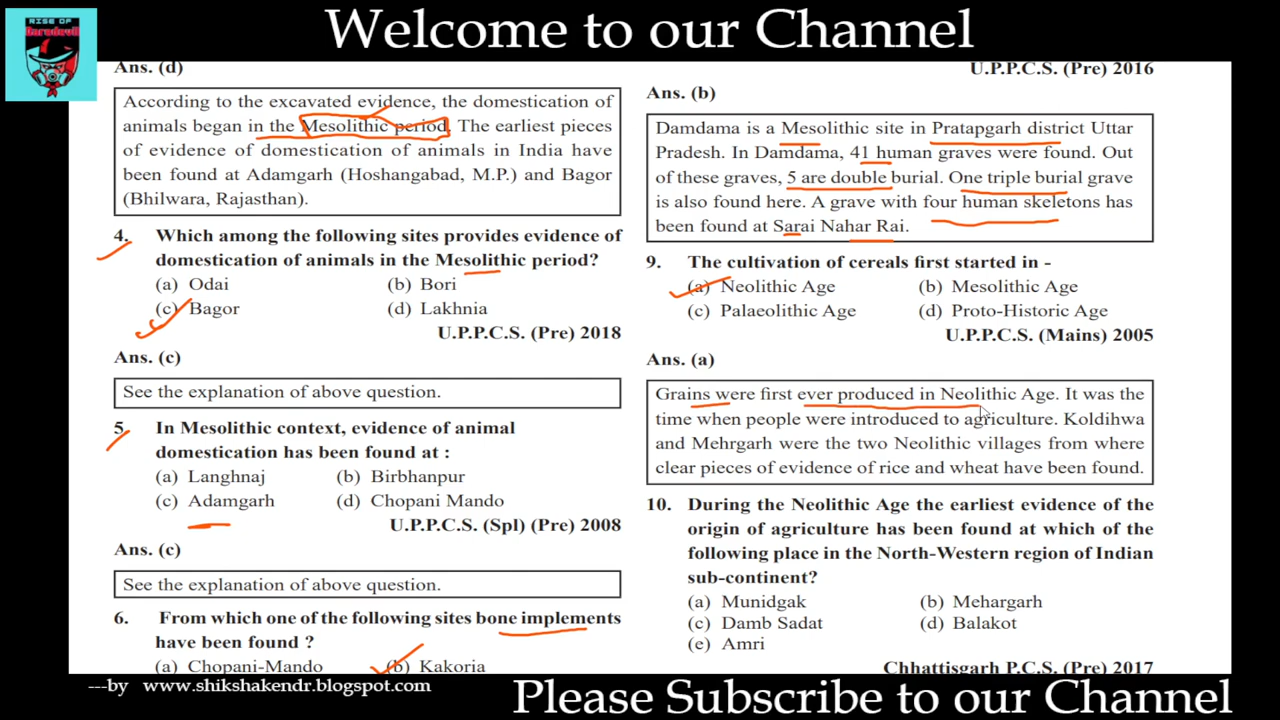 RISE OF
Daredevil
Welcome to our Channel
Ans. (d)
According to the excavated evidence, the domestication of
animals began in the Mesolithic period. The earliest pieces
of evidence of domestication of animals in India have
been found at Adamgarh (Hoshangabad, M.P.) and Bagor
(Bhilwara, Rajasthan).
4. Which among the following sites provides evidence of
domestication of animals in the Mesolithic period?
(a) Odai (b) Bori
(c) Bagor (d) Lakhnia
U.P.P.C.S. (Pre) 2018
Ans. (c)
See the explanation of above question.
5. In Mesolithic context, evidence of animal
domestication has been found at :
(a) Langhnaj (b) Birbhanpur
(c) Adamgarh (d) Chopani Mando
U.P.P.C.S. (Spl) (Pre) 2008
Ans. (c)
See the explanation of above question.
6. From which one of the following sites bone implements
have been found ?
(a) Chopani-Mando (b) Kakoria
U.P.P.C.S. (Pre) 2016
Ans. (b)
Damdama is a Mesolithic site in Pratapgarh district Uttar
Pradesh. In Damdama, 41 human graves were found. Out
of these graves, 5 are double burial. One triple burial grave
is also found here. A grave with four human skeletons has
been found at Sarai Nahar Rai.
9. The cultivation of cereals first started in -
(a) Neolithic Age (b) Mesolithic Age
(c) Palaeolithic Age (d) Proto-Historic Age
U.P.P.C.S. (Mains) 2005
Ans. (a)
Grains were first ever produced in Neolithic Age. It was the
time when people were introduced to agriculture. Koldihwa
and Mehrgarh were the two Neolithic villages from where
clear pieces of evidence of rice and wheat have been found.
10. During the Neolithic Age the earliest evidence of the
origin of agriculture has been found at which of the
following place in the North-Western region of Indian
sub-continent?
(a) Munidgak (b) Mehargarh
(c) Damb Sadat (d) Balakot
(e) Amri
Chhattisgarh P.C.S. (Pre) 2017
---by www.shikshakendr.blogspot.com
Please Subscribe to our Channel